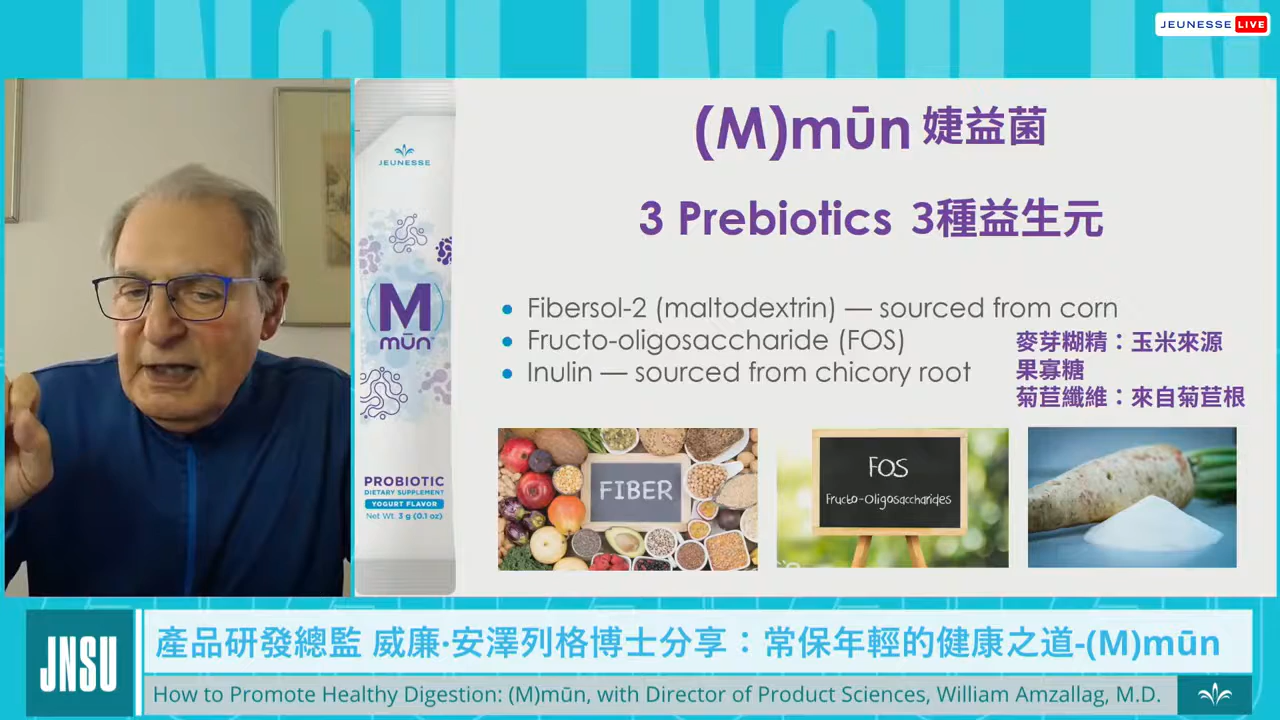 JEUNESSE LIVE
(M)mūn 婕益菌
3 Prebiotics 3種益生元
Fibersol-2 (maltodextrin) — sourced from corn
Fructo-oligosaccharide (FOS)
Inulin — sourced from chicory root
麥芽糊精：玉米來源
果寡糖
菊苣纖維：來自菊苣根
JEUNESSE
(M)
mūn
PROBIOTIC
DIETARY SUPPLEMENT
YOGURT FLAVOR
Net Wt. 3 g (0.1 oz)
FIBER
FOS
Fructo-Oligosaccharides
JNSU
產品研發總監 威廉·安澤列格博士分享：常保年輕的健康之道-(M)mūn
How to Promote Healthy Digestion: (M)mūn, with Director of Product Sciences, William Amzallag, M.D.